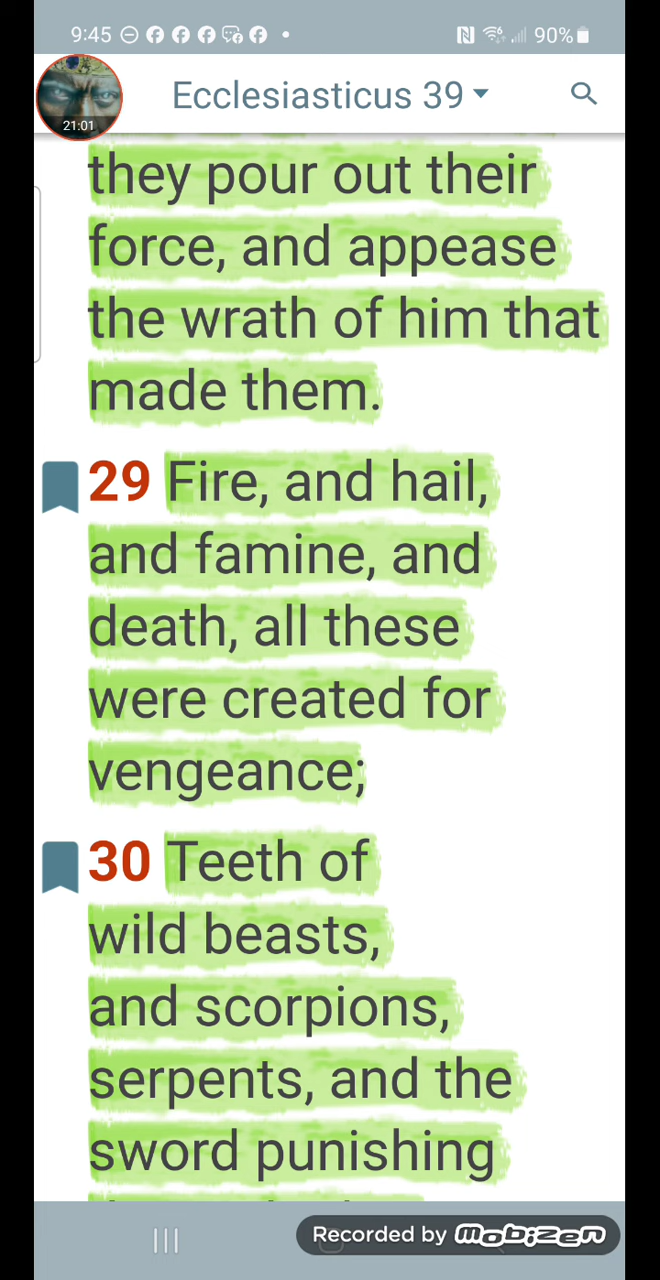 9:45 90%
21:01
Ecclesiasticus 39
they pour out their
force, and appease
the wrath of him that
made them.
29 Fire, and hail,
and famine, and
death, all these
were created for
vengeance;
30 Teeth of
wild beasts,
and scorpions,
serpents, and the
sword punishing
Recorded by mobizen